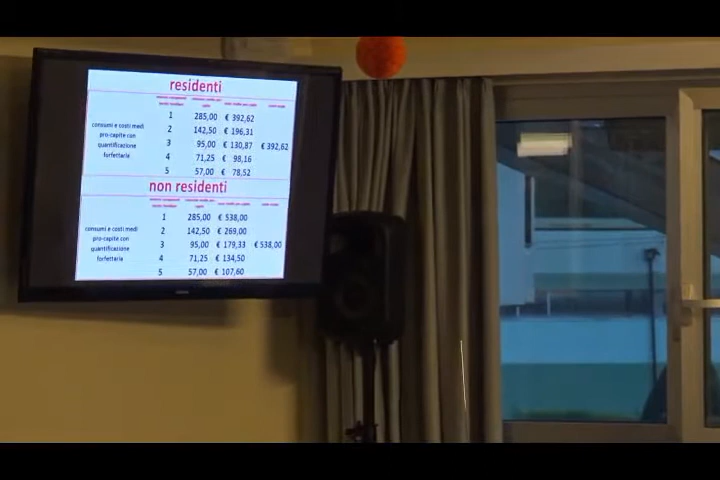 residenti
1 285,00 € 392,62
consumi e costi medi
2 142,50 € 196,31
pro-capite con
3 95,00 € 130,87 € 392,62
quantificazione
4 71,25 € 98,16
forfettaria
5 57,00 € 78,52
non residenti
1 285,00 € 538,00
consumi e costi medi
2 142,50 € 269,00
pro-capite con
3 95,00 € 179,33 € 538,00
quantificazione
4 71,25 € 134,50
forfettaria
5 57,00 € 107,60